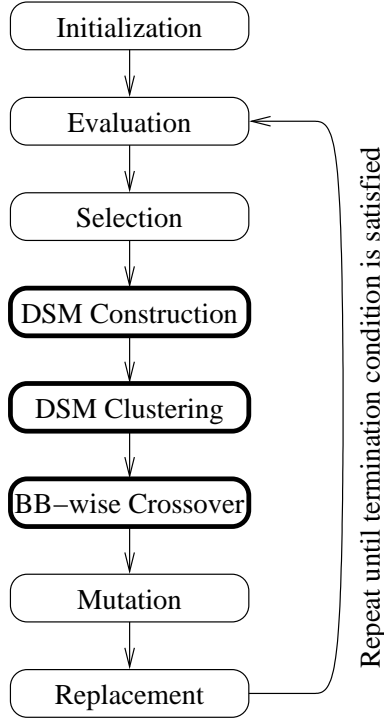 Initialization
Evaluation
Selection
DSM Construction
DSM Clustering
BB−wise Crossover
Mutation
Replacement
Repeat until termination condition is satisfied